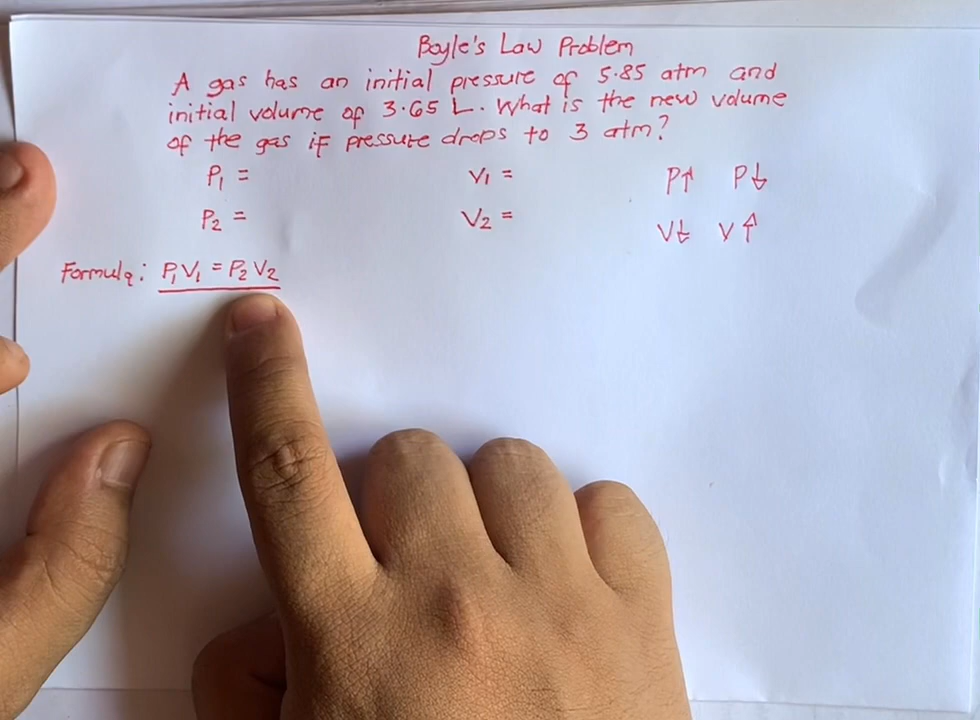 Boyle's Law Problem
A gas has an initial pressure of 5.85 atm and
initial volume of 3.65 L. What is the new volume
of the gas if pressure drops to 3 atm?
P₁ = V₁ = P↑ P↓
P₂ = V₂ = V↓ V↑
Formula: P₁V₁ = P₂V₂